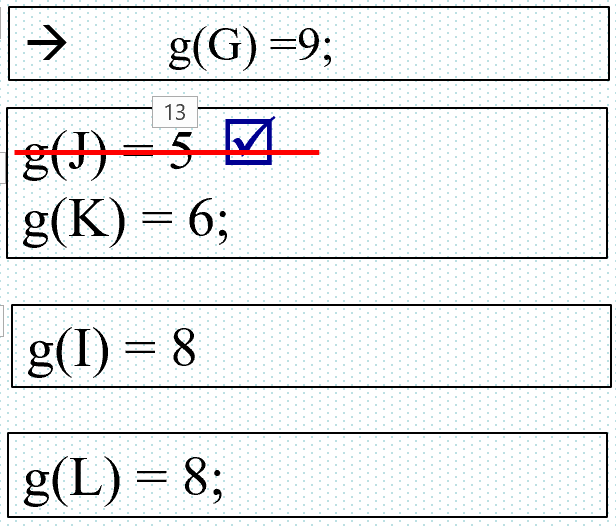 → g(G) =9;
13
g(J) = 5 ☑
g(K) = 6;
g(I) = 8
g(L) = 8;